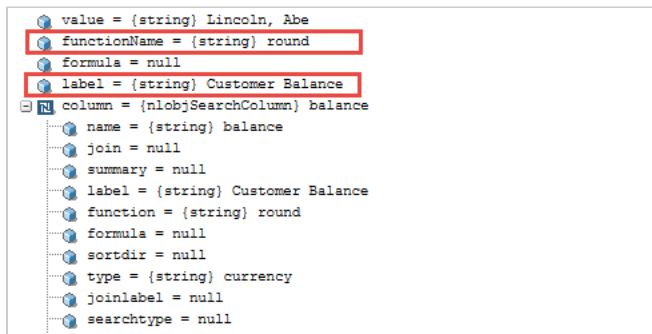 value = {string} Lincoln, Abe
functionName = {string} round
formula = null
label = {string} Customer Balance
column = {nlobjSearchColumn} balance
name = {string} balance
join = null
summary = null
label = {string} Customer Balance
function = {string} round
formula = null
sortdir = null
type = {string} currency
joinlabel = null
searchtype = null